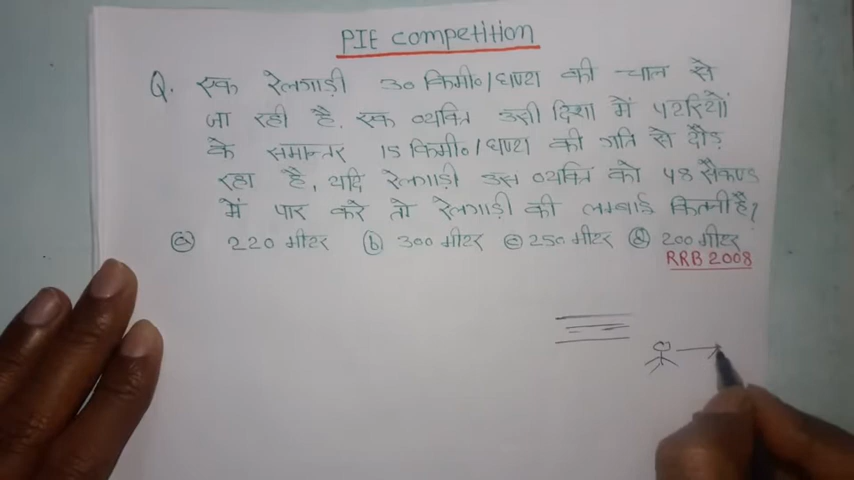 PIE competition
Q. एक रेलगाड़ी 30 किमी०/घण्टा की चाल से
जा रही है. एक व्यक्ति उसी दिशा में पटरियों
के समान्तर 15 किमी०/घण्टा की गति से दौड़
रहा है, यदि रेलगाड़ी उस व्यक्ति को 48 सैकण्ड
में पार करे तो रेलगाड़ी की लम्बाई कितनी है?
(a) 220 मीटर (b) 300 मीटर (c) 250 मीटर (d) 200 मीटर
RRB 2008